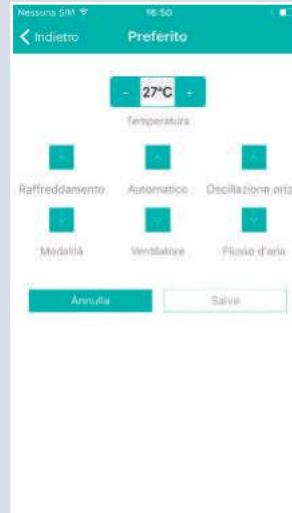 Nessuna SIM 16:50
Indietro Preferito
- 27°C +
Temperatura
Raffreddamento Automatico Oscillazione oriz
Modalità Ventilatore Flusso d'aria
Annulla Salva